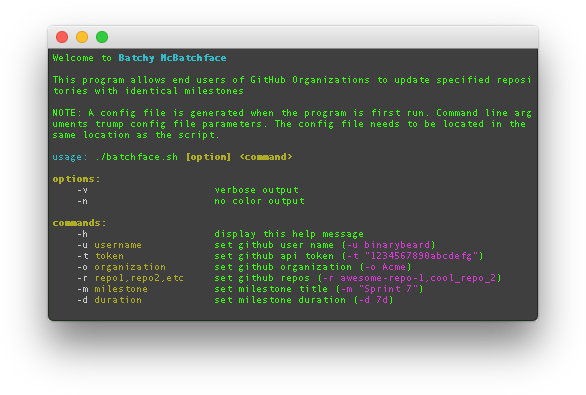 Welcome to Batchy McBatchface
This program allows end users of GitHub Organizations to update specified reposi
tories with identical milestones
NOTE: A config file is generated when the program is first run. Command line arg
uments trump config file parameters. The config file needs to be located in the
same location as the script.
usage: ./batchface.sh [option] <command>
options:
-v verbose output
-n no color output
commands:
-h display this help message
-u username set github user name (-u binarybeard)
-t token set github api token (-t "1234567890abcdefg")
-o organization set github organization (-o Acme)
-r repo1,repo2,etc set github repos (-r awesome-repo-1,cool_repo_2)
-m milestone set milestone title (-m "Sprint 7")
-d duration set milestone duration (-d 7d)